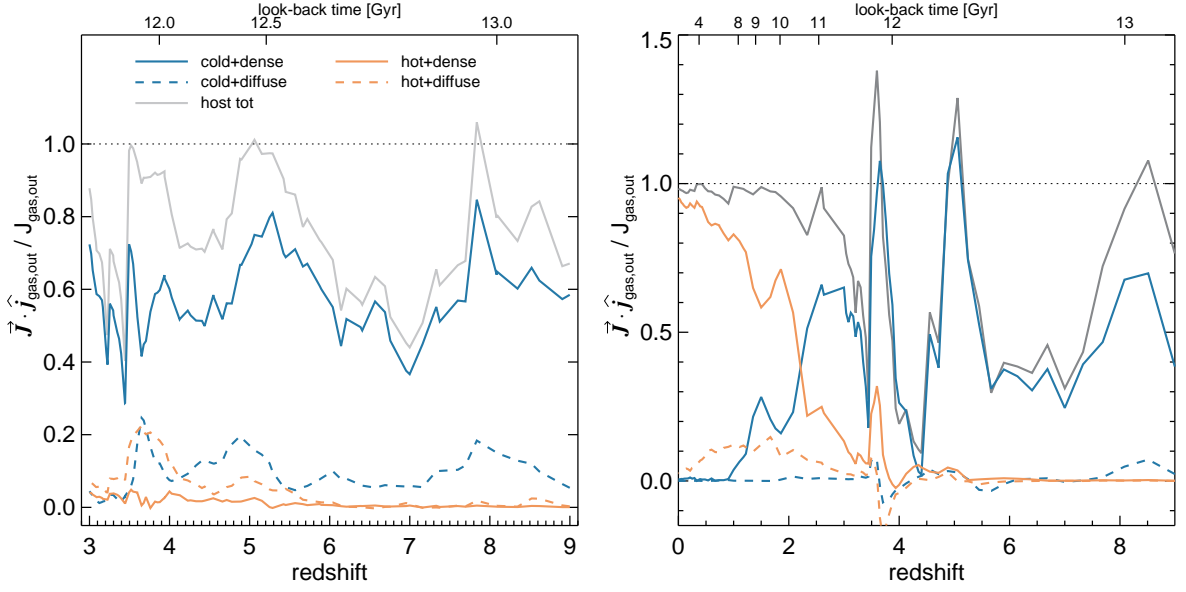 look-back time [Gyr]
12.0 12.5 13.0
cold+dense hot+dense
cold+diffuse hot+diffuse
host tot
1.0
0.8
0.6
0.4
0.2
0.0
J⃗ · ĵgas,out / Jgas,out
3 4 5 6 7 8 9
redshift
look-back time [Gyr]
4 8 9 10 11 12 13
1.5
1.0
0.5
0.0
J⃗ · ĵgas,out / Jgas,out
0 2 4 6 8
redshift